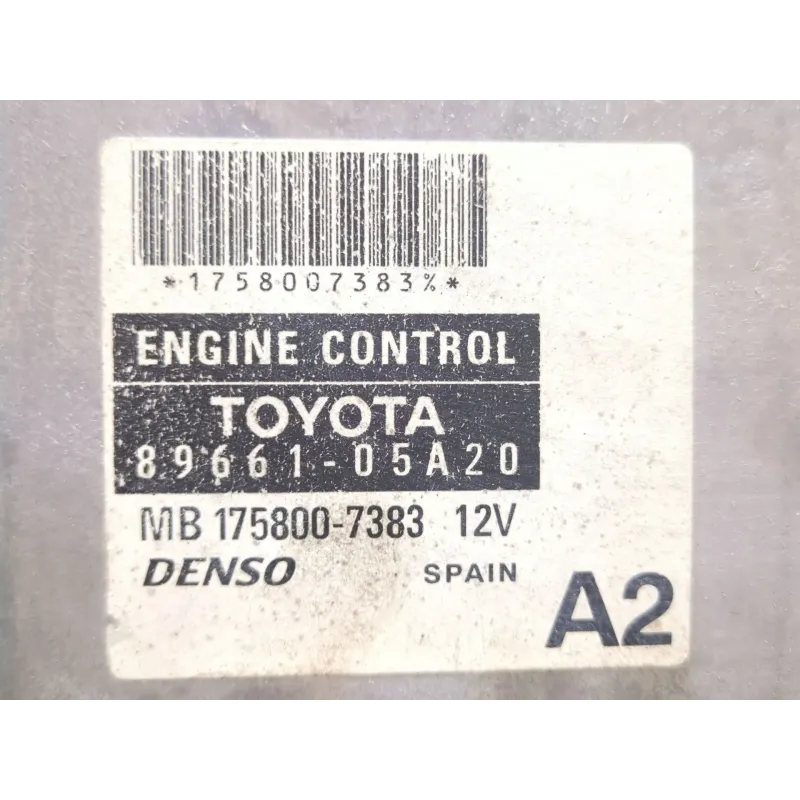 *1758007383%*
ENGINE CONTROL
TOYOTA
89661-05A20
MB 175800-7383 12V
DENSO SPAIN
A2